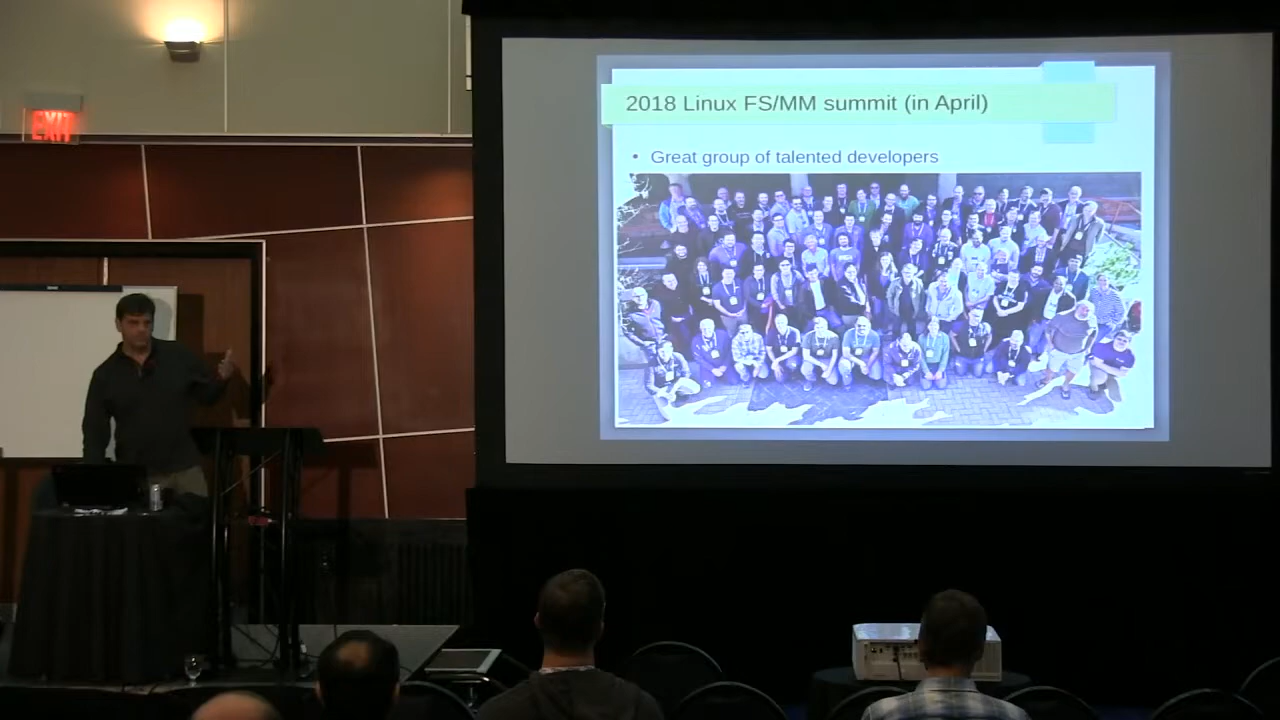 EXIT
2018 Linux FS/MM summit (in April)
• Great group of talented developers